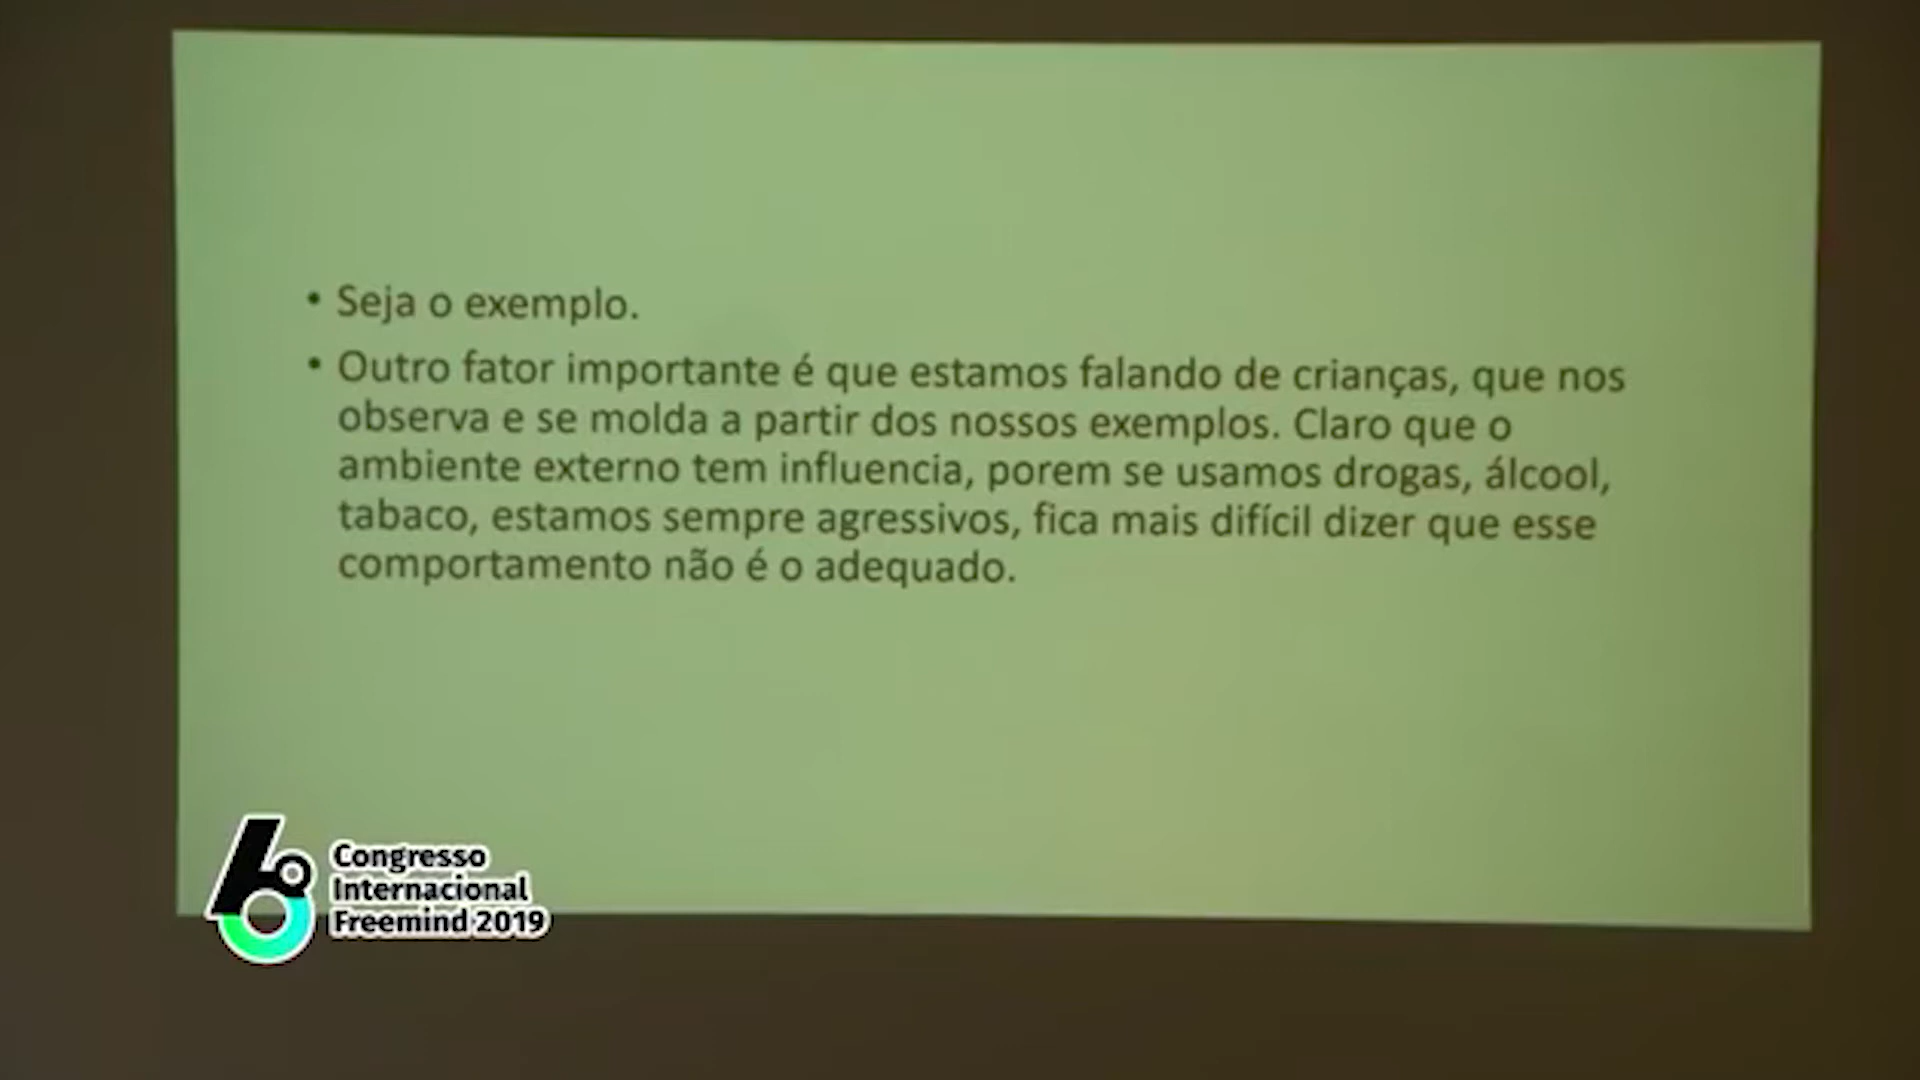 • Seja o exemplo.
• Outro fator importante é que estamos falando de crianças, que nos
observa e se molda a partir dos nossos exemplos. Claro que o
ambiente externo tem influencia, porem se usamos drogas, álcool,
tabaco, estamos sempre agressivos, fica mais difícil dizer que esse
comportamento não é o adequado.
6º
Congresso
Internacional
Freemind 2019